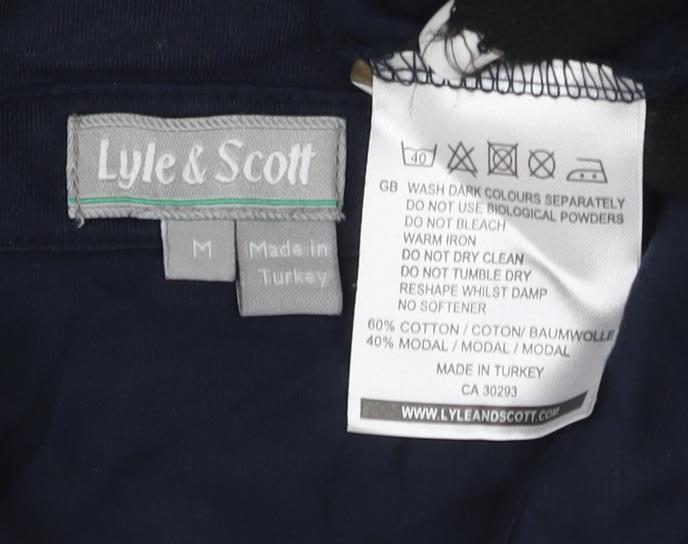 Lyle & Scott
M
Made in
Turkey
40
GB WASH DARK COLOURS SEPARATELY
DO NOT USE BIOLOGICAL POWDERS
DO NOT BLEACH
WARM IRON
DO NOT DRY CLEAN
DO NOT TUMBLE DRY
RESHAPE WHILST DAMP
NO SOFTENER
60% COTTON / COTON/ BAUMWOLLE
40% MODAL / MODAL / MODAL
MADE IN TURKEY
CA 30293
WWW.LYLEANDSCOTT.COM